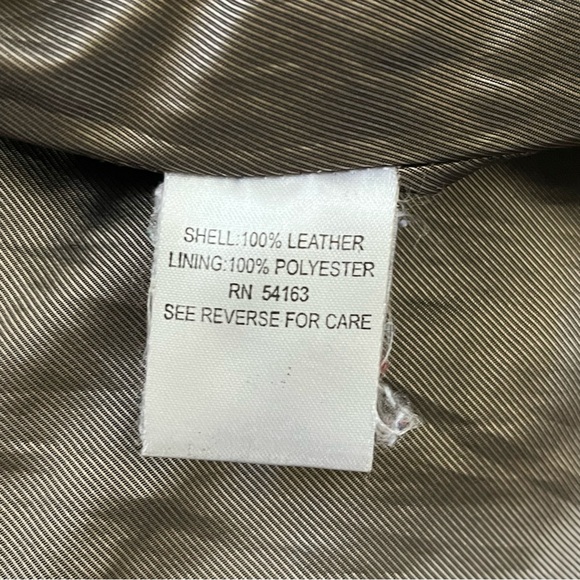 SHELL:100% LEATHER
LINING:100% POLYESTER
RN 54163
SEE REVERSE FOR CARE